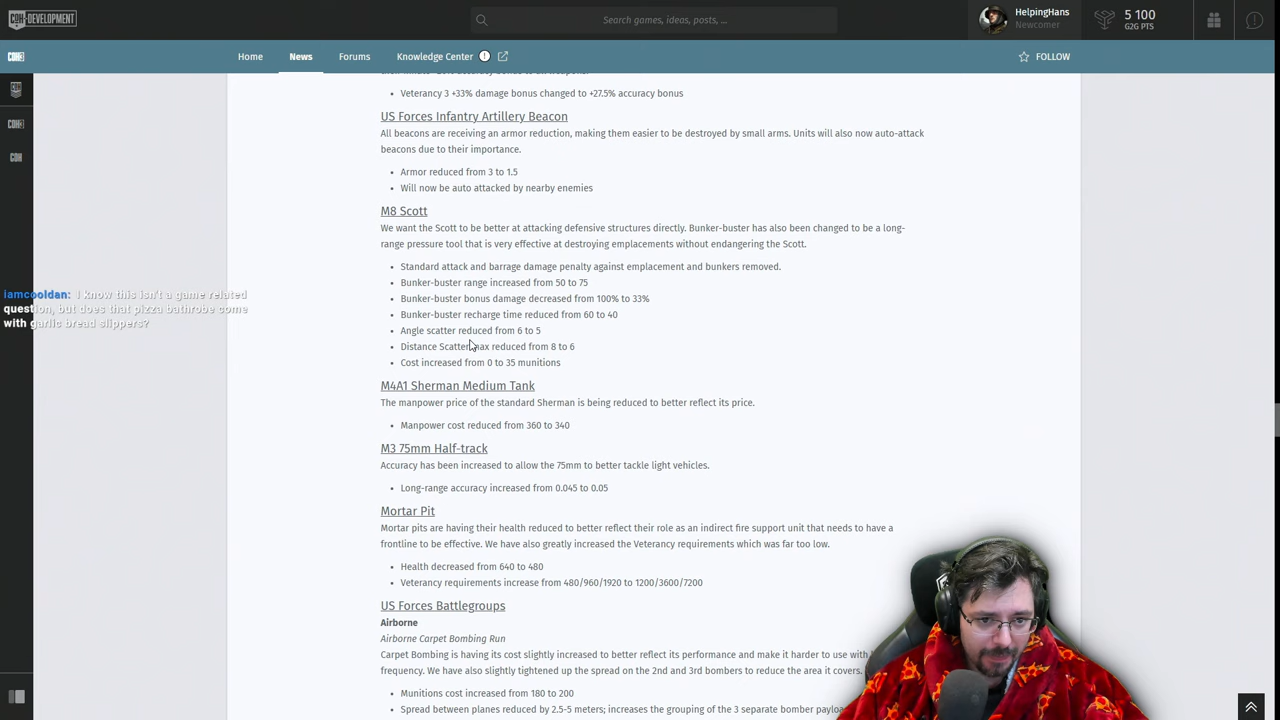 COH-DEVELOPMENT
Search games, ideas, posts, ...
HelpingHans
Newcomer
5 100
G2G PTS
COH3
Home
News
Forums
Knowledge Center
FOLLOW
Veterancy 3 +33% damage bonus changed to +27.5% accuracy bonus
US Forces Infantry Artillery Beacon
All beacons are receiving an armor reduction, making them easier to be destroyed by small arms. Units will also now auto-attack
beacons due to their importance.
Armor reduced from 3 to 1.5
Will now be auto attacked by nearby enemies
M8 Scott
We want the Scott to be better at attacking defensive structures directly. Bunker-buster has also been changed to be a long-
range pressure tool that is very effective at destroying emplacements without endangering the Scott.
Standard attack and barrage damage penalty against emplacement and bunkers removed.
Bunker-buster range increased from 50 to 75
Bunker-buster bonus damage decreased from 100% to 33%
Bunker-buster recharge time reduced from 60 to 40
Angle scatter reduced from 6 to 5
Distance Scatter max reduced from 8 to 6
Cost increased from 0 to 35 munitions
iamcooldan: I know this isn't a game related
question, but does that pizza bathrobe come
with garlic bread slippers?
M4A1 Sherman Medium Tank
The manpower price of the standard Sherman is being reduced to better reflect its price.
Manpower cost reduced from 360 to 340
M3 75mm Half-track
Accuracy has been increased to allow the 75mm to better tackle light vehicles.
Long-range accuracy increased from 0.045 to 0.05
Mortar Pit
Mortar pits are having their health reduced to better reflect their role as an indirect fire support unit that needs to have a
frontline to be effective. We have also greatly increased the Veterancy requirements which was far too low.
Health decreased from 640 to 480
Veterancy requirements increase from 480/960/1920 to 1200/3600/7200
US Forces Battlegroups
Airborne
Airborne Carpet Bombing Run
Carpet Bombing is having its cost slightly increased to better reflect its performance and make it harder to use with
frequency. We have also slightly tightened up the spread on the 2nd and 3rd bombers to reduce the area it covers.
Munitions cost increased from 180 to 200
Spread between planes reduced by 2.5-5 meters; increases the grouping of the 3 separate bomber